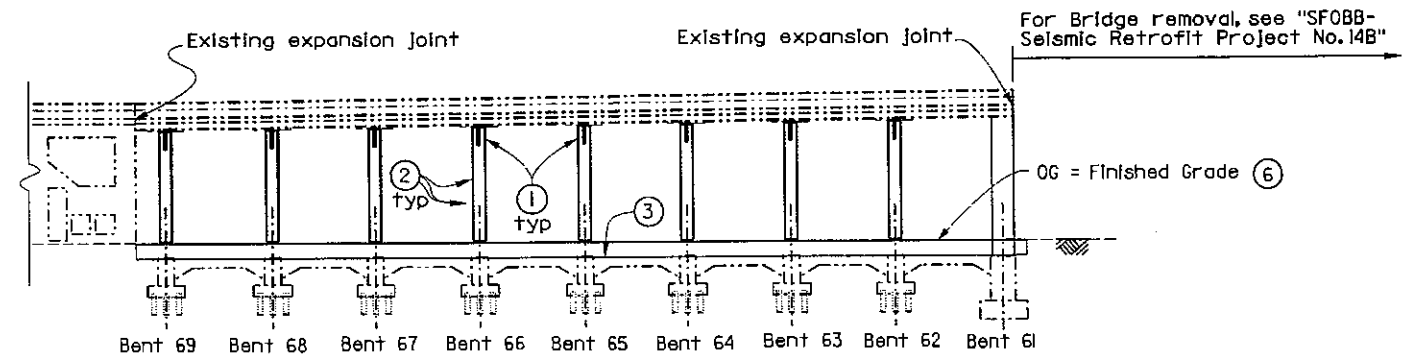 For Bridge removal, see "SFOBB-
Seismic Retrofit Project No. 14B"
Existing expansion joint
Existing expansion joint
OG = Finished Grade 6
2
typ
1
typ
3
Bent 69 Bent 68 Bent 67 Bent 66 Bent 65 Bent 64 Bent 63 Bent 62 Bent 61